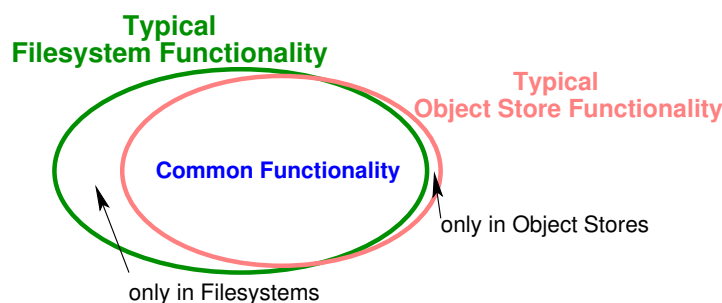 Typical
Filesystem Functionality
Typical
Object Store Functionality
Common Functionality
only in Object Stores
only in Filesystems